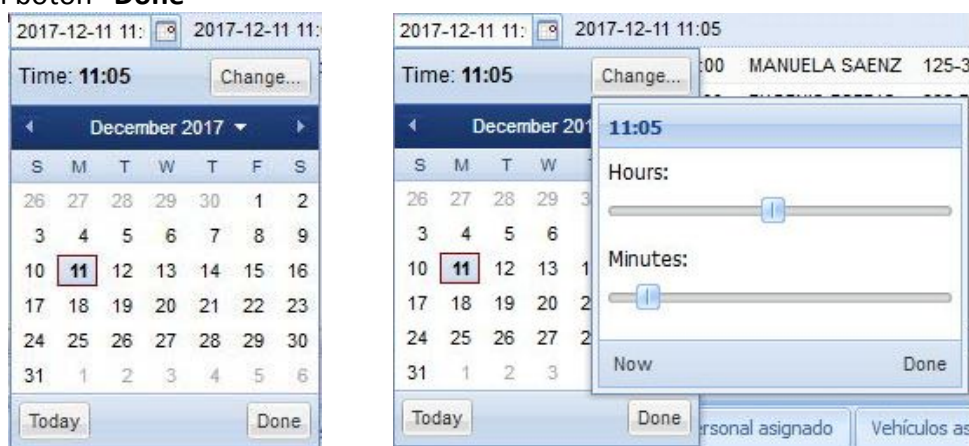 botón "Done"
2017-12-11 11: 2017-12-11 11:
Time: 11:05 Change...
December 2017
S M T W T F S
26 27 28 29 30 1 2
3 4 5 6 7 8 9
10 11 12 13 14 15 16
17 18 19 20 21 22 23
24 25 26 27 28 29 30
31 1 2 3 4 5 6
Today Done
2017-12-11 11: 2017-12-11 11:05
Time: 11:05 Change... :00 MANUELA SAENZ 125-3
December 201
S M T W
26 27 28 29 3
3 4 5 6
10 11 12 13 1
17 18 19 20 2
24 25 26 27 2
31 1 2 3
Today Done
11:05
Hours:
Minutes:
Now Done
rsonal asignado Vehículos as